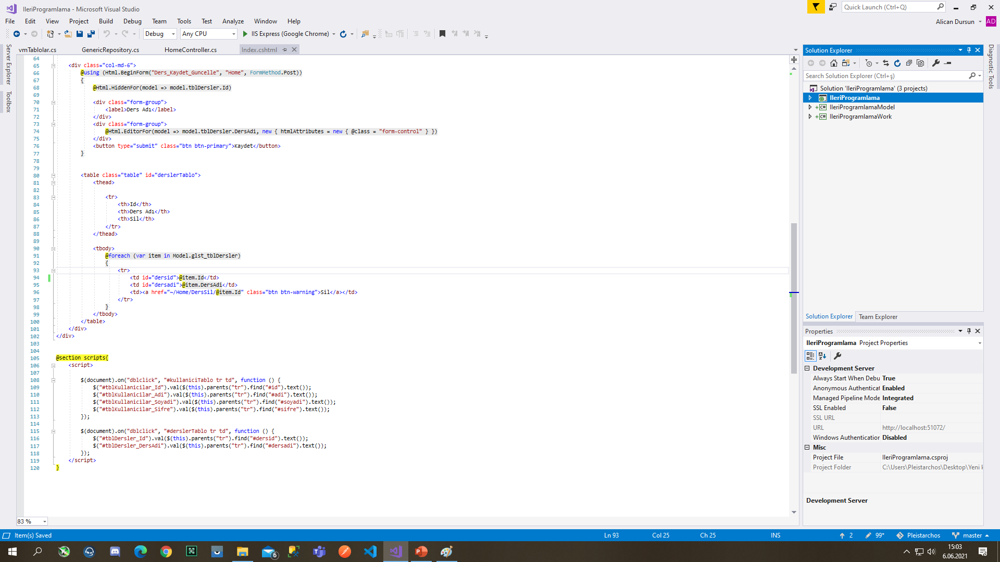 IleriProgramlama - Microsoft Visual Studio
Quick Launch (Ctrl+Q)
File Edit View Project Build Debug Team Tools Test Analyze Window Help
Alican Dursun AD
Debug Any CPU IIS Express (Google Chrome)
Server Explorer
Toolbox
vmTablolar.cs GenericRepository.cs HomeController.cs Index.cshtml
64
65 <div class="col-md-6">
66 @using (Html.BeginForm("Ders_Kaydet_Guncelle", "Home", FormMethod.Post))
67 {
68 @Html.HiddenFor(model => model.tblDersler.Id)
69
70 <div class="form-group">
71 <label>Ders Adı</label>
72 </div>
73 <div class="form-group">
74 @Html.EditorFor(model => model.tblDersler.DersAdi, new { htmlAttributes = new { @class = "form-control" } })
75 </div>
76 <button type="submit" class="btn btn-primary">Kaydet</button>
77 }
78
79
80 <table class="table" id="derslerTablo">
81 <thead>
82
83 <tr>
84 <th>Id</th>
85 <th>Ders Adı</th>
86 <th>Sil</th>
87 </tr>
88 </thead>
89
90 <tbody>
91 @foreach (var item in Model.glst_tblDersler)
92 {
93 <tr>
94 <td id="dersid">@item.Id</td>
95 <td id="dersadi">@item.DersAdi</td>
96 <td><a href="~/Home/DersSil/@item.Id" class="btn btn-warning">Sil</a></td>
97 </tr>
98 }
99 </tbody>
100 </table>
101 </div>
102 </div>
103
104
105 @section scripts{
106 <script>
107
108 $(document).on("dblclick", "#kullaniciTablo tr td", function () {
109 $("#tblKullanicilar_Id").val($(this).parents("tr").find("#id").text());
110 $("#tblKullanicilar_Adi").val($(this).parents("tr").find("#adi").text());
111 $("#tblKullanicilar_Soyadi").val($(this).parents("tr").find("#soyadi").text());
112 $("#tblKullanicilar_Sifre").val($(this).parents("tr").find("#sifre").text());
113 });
114
115 $(document).on("dblclick", "#derslerTablo tr td", function () {
116 $("#tblDersler_Id").val($(this).parents("tr").find("#dersid").text());
117 $("#tblDersler_DersAdi").val($(this).parents("tr").find("#dersadi").text());
118 });
119 </script>
120 }
83 %
Solution Explorer
Search Solution Explorer (Ctrl+ş)
Solution 'IleriProgramlama' (3 projects)
IleriProgramlama
IleriProgramlamaModel
IleriProgramlamaWork
Solution Explorer Team Explorer
Properties
IleriProgramlama Project Properties
Development Server
Always Start When Debu True
Anonymous Authenticat Enabled
Managed Pipeline Mode Integrated
SSL Enabled False
SSL URL
URL http://localhost:51072/
Windows Authentication Disabled
Misc
Project File IleriProgramlama.csproj
Project Folder C:\Users\Pleistarchos\Desktop\Yeni k
Development Server
Diagnostic Tools
Item(s) Saved Ln 93 Col 25 Ch 25 INS 2 99* Pleistarchos master
6
15:03
6.06.2021